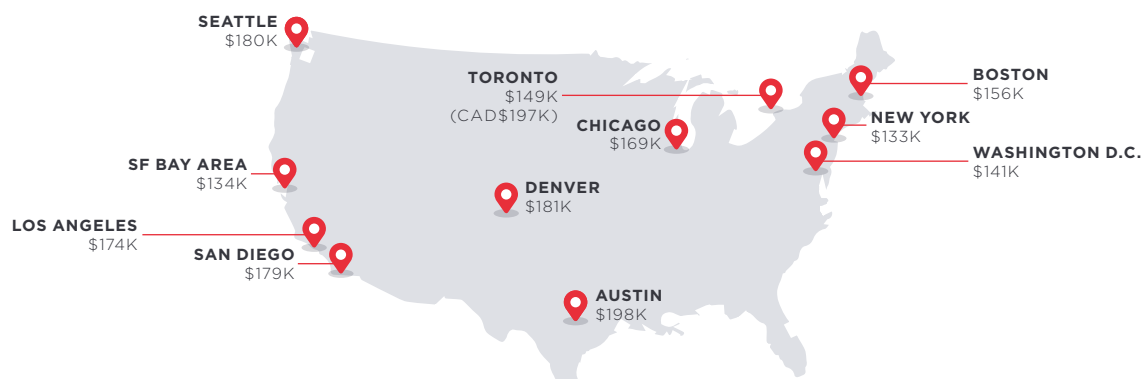 SEATTLE
$180K
TORONTO
$149K
(CAD$197K)
BOSTON
$156K
CHICAGO
$169K
NEW YORK
$133K
WASHINGTON D.C.
$141K
SF BAY AREA
$134K
DENVER
$181K
LOS ANGELES
$174K
SAN DIEGO
$179K
AUSTIN
$198K